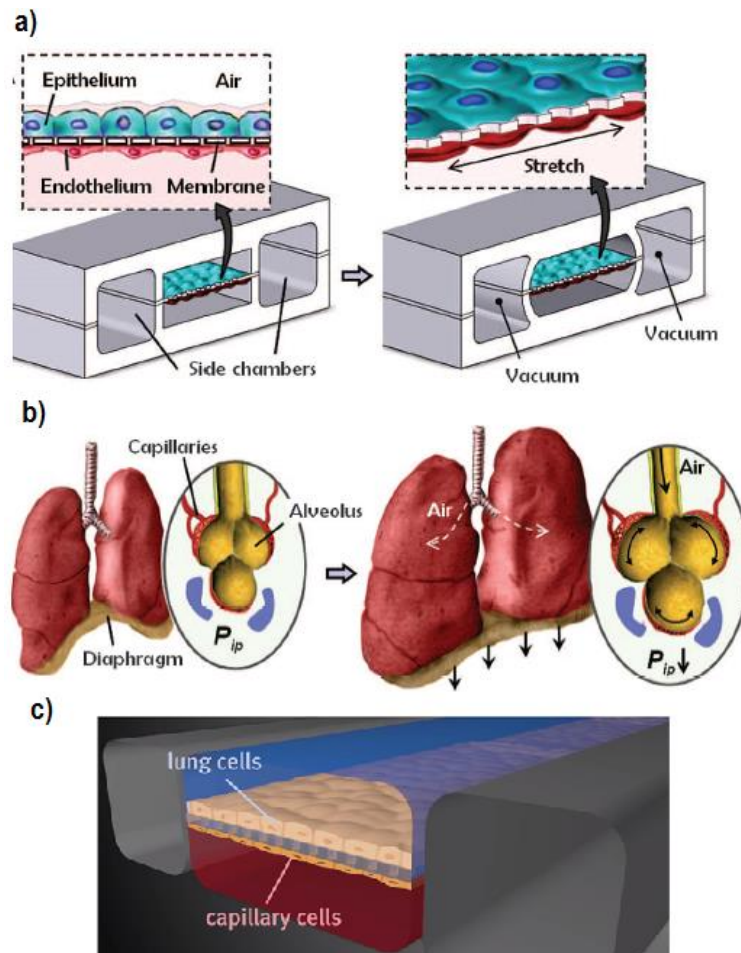 a)
Epithelium
Air
Endothelium
Membrane
Stretch
Side chambers
Vacuum
Vacuum
b)
Capillaries
Alveolus
Diaphragm
Pip
Air
Air
Pip↓
c)
lung cells
capillary cells